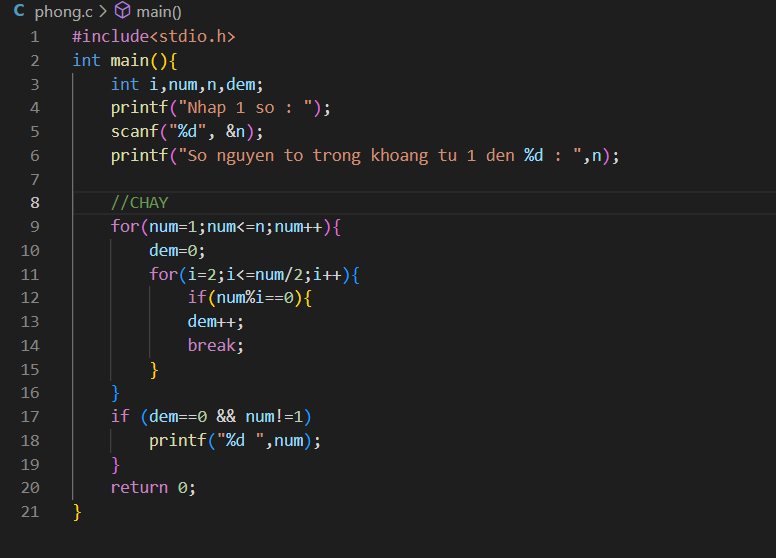 C phong.c > main()
1 #include<stdio.h>
2 int main(){
3     int i,num,n,dem;
4     printf("Nhap 1 so : ");
5     scanf("%d", &n);
6     printf("So nguyen to trong khoang tu 1 den %d : ",n);
7
8     //CHAY
9     for(num=1;num<=n;num++){
10         dem=0;
11         for(i=2;i<=num/2;i++){
12             if(num%i==0){
13             dem++;
14             break;
15         }
16     }
17     if (dem==0 && num!=1)
18         printf("%d ",num);
19     }
20     return 0;
21 }